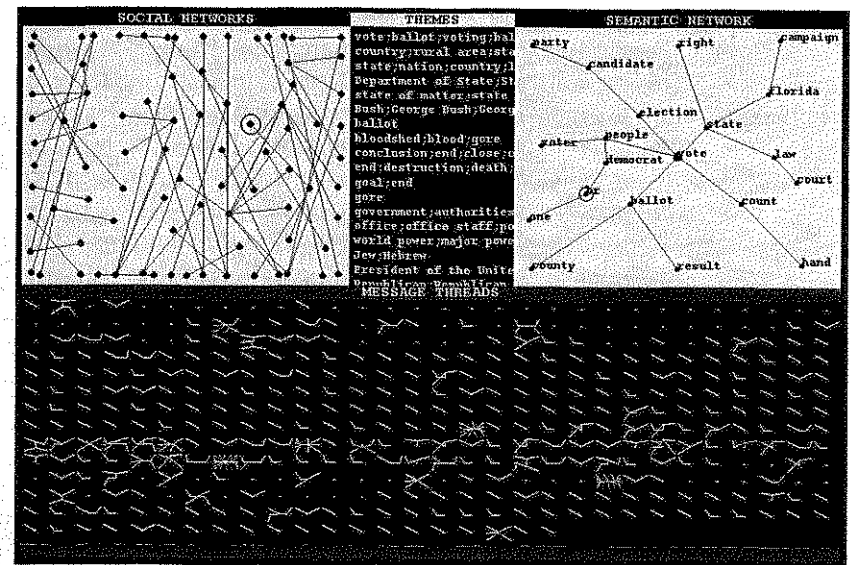 SOCIAL NETWORKS
THEMES
vote;ballot;voting;bal
country;rural area;sta
state;nation;country;l
Department of State;St
state of matter;state
Bush;George Bush;Georg
ballot
bloodshed;blood;gore
conclusion;end;close;c
end;destruction;death;
goal;end
gore
government;authorities
office;office staff;po
world power;major powe
Jew;Hebrew
President of the Unite
Republican;Republican
SEMANTIC NETWORK
party
right
campaign
candidate
florida
election
state
people
voter
democrat
vote
law
court
or
one
ballot
count
county
result
hand
MESSAGE THREADS